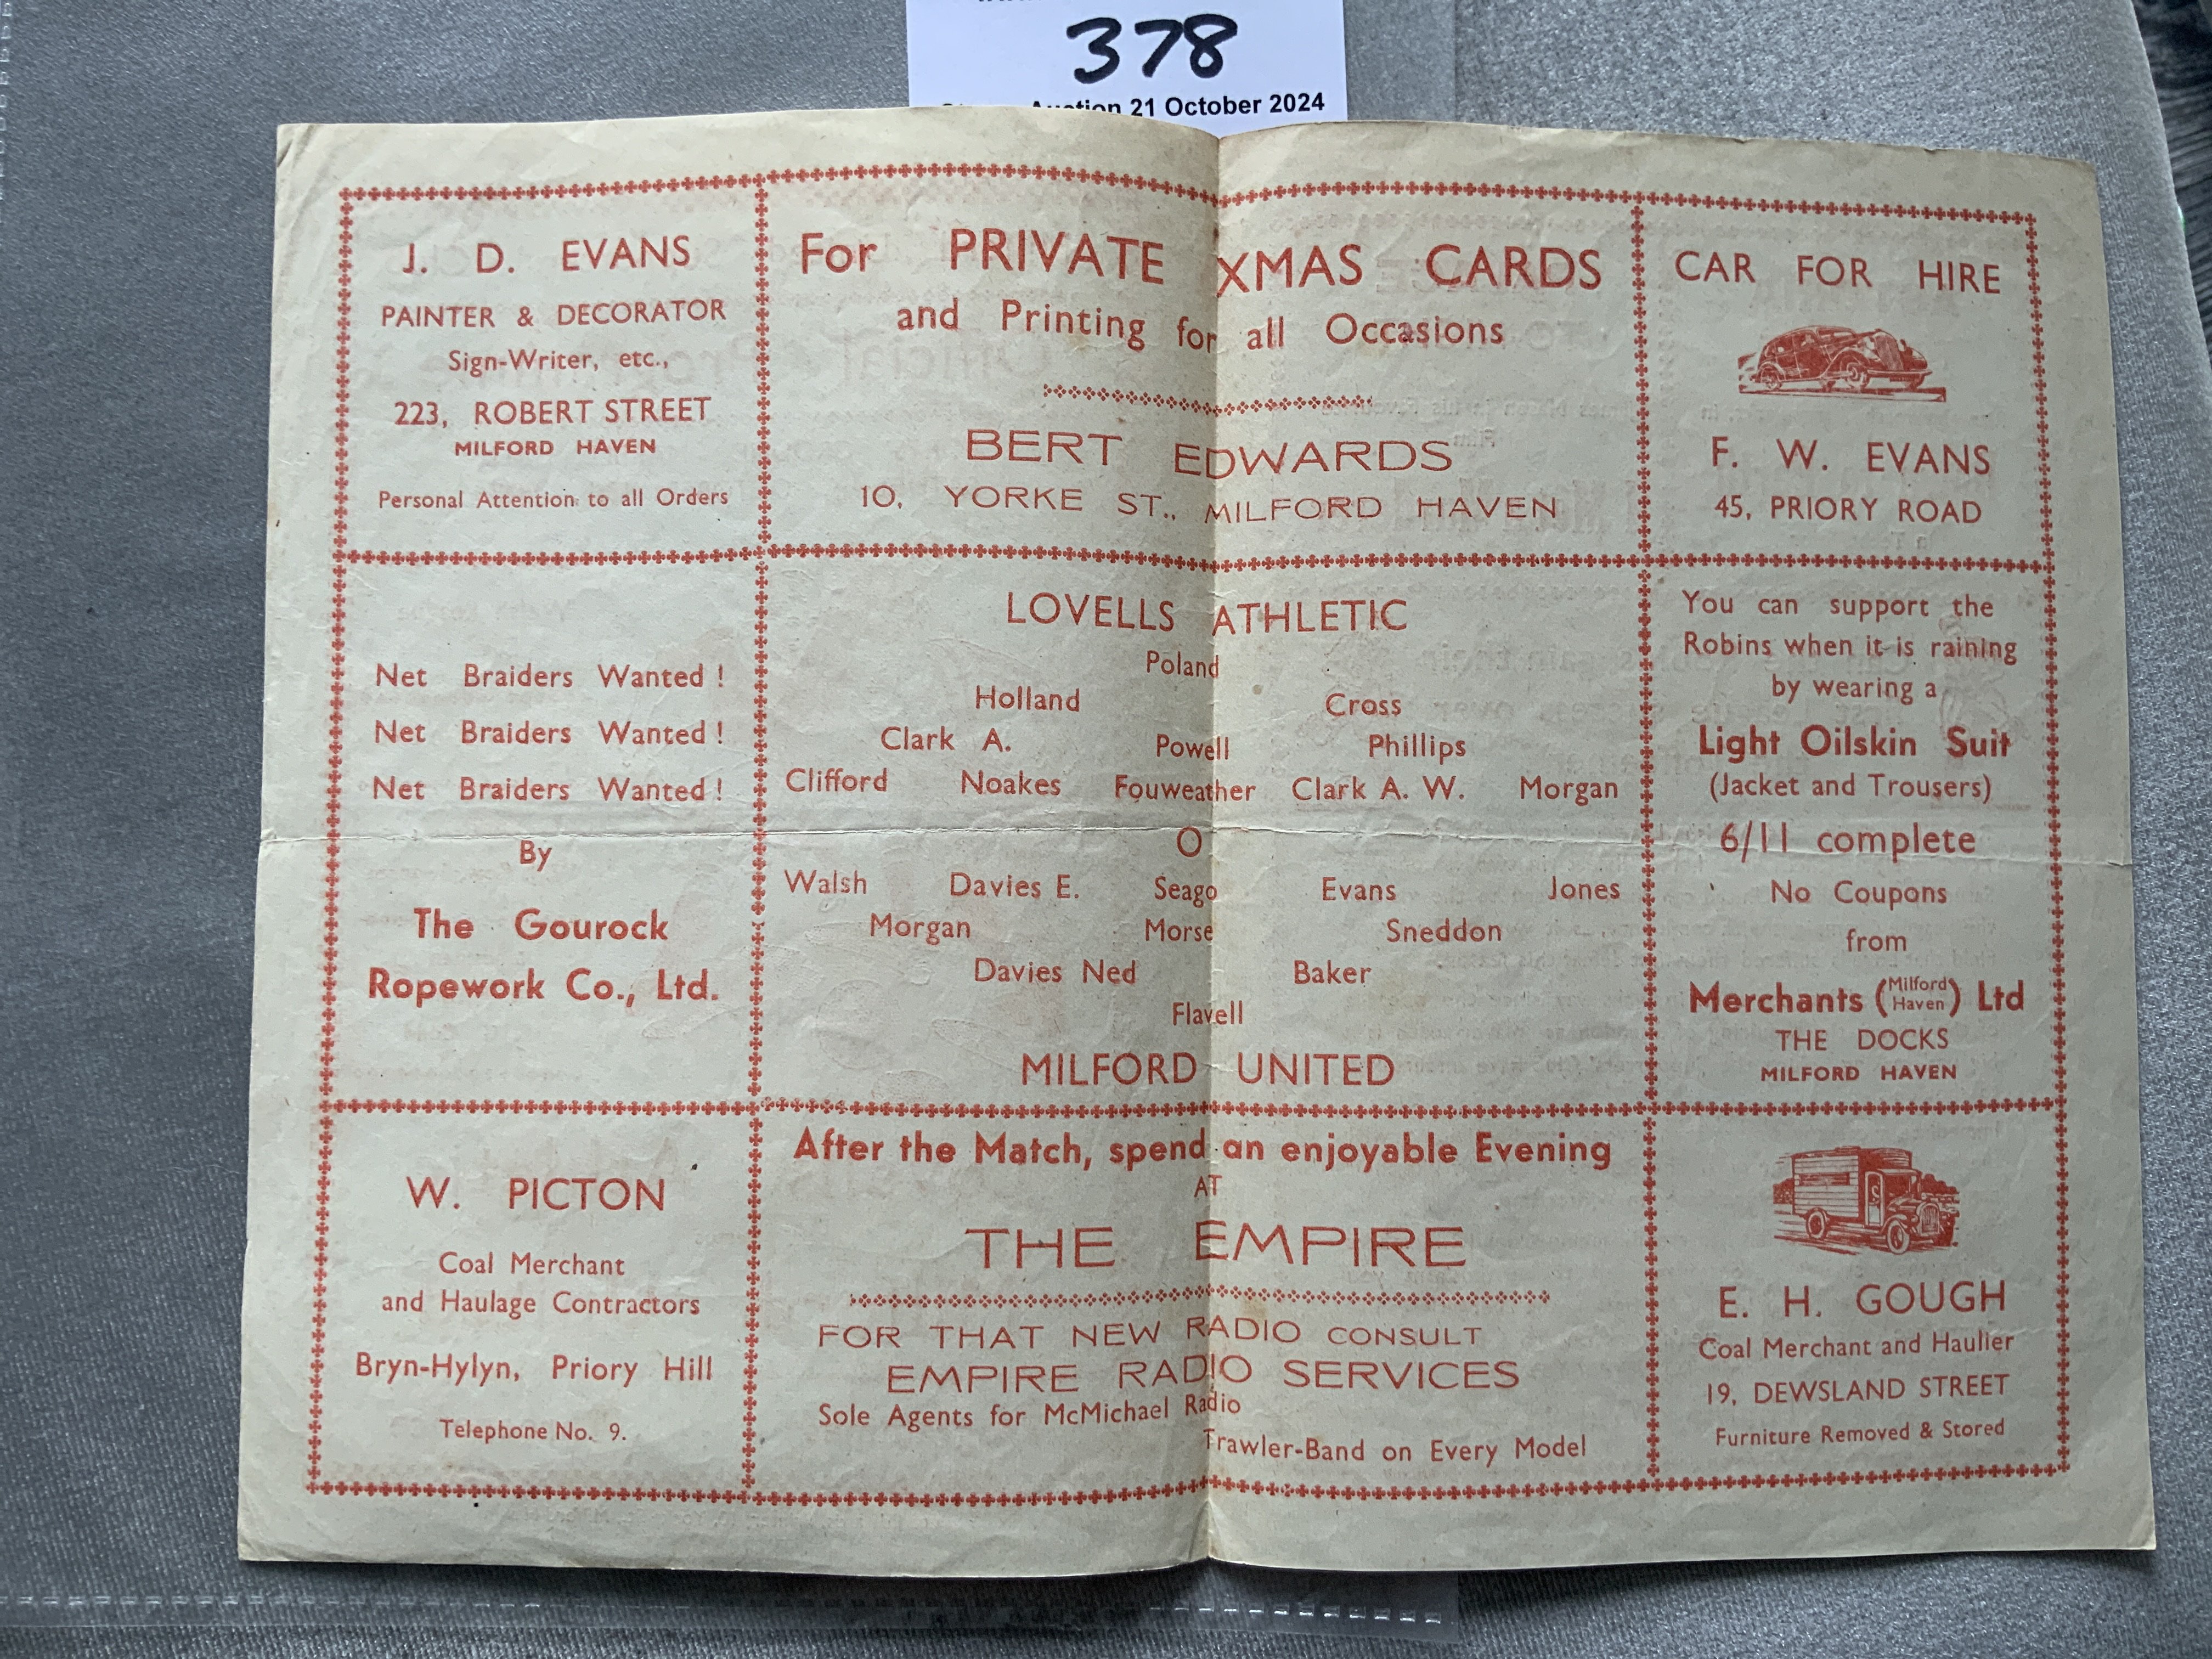 378
Auction 21 October 2024
J. D. EVANS
PAINTER & DECORATOR
Sign-Writer, etc.,
223, ROBERT STREET
MILFORD HAVEN
Personal Attention to all Orders
For PRIVATE XMAS CARDS
and Printing for all Occasions
BERT EDWARDS
10, YORKE ST., MILFORD HAVEN
CAR FOR HIRE
F. W. EVANS
45, PRIORY ROAD
Net Braiders Wanted !
Net Braiders Wanted !
Net Braiders Wanted !
By
The Gourock
Ropework Co., Ltd.
LOVELLS ATHLETIC
Poland
Holland Cross
Clark A. Powell Phillips
Clifford Noakes Fouweather Clark A. W. Morgan
O
Walsh Davies E. Seago Evans Jones
Morgan Morse Sneddon
Davies Ned Baker
Flavell
MILFORD UNITED
You can support the
Robins when it is raining
by wearing a
Light Oilskin Suit
(Jacket and Trousers)
6/11 complete
No Coupons
from
Merchants (Milford Haven) Ltd
THE DOCKS
MILFORD HAVEN
W. PICTON
Coal Merchant
and Haulage Contractors
Bryn-Hylyn, Priory Hill
Telephone No. 9.
After the Match, spend an enjoyable Evening
AT
THE EMPIRE
FOR THAT NEW RADIO CONSULT
EMPIRE RADIO SERVICES
Sole Agents for McMichael Radio
Trawler-Band on Every Model
E. H. GOUGH
Coal Merchant and Haulier
19, DEWSLAND STREET
Furniture Removed & Stored